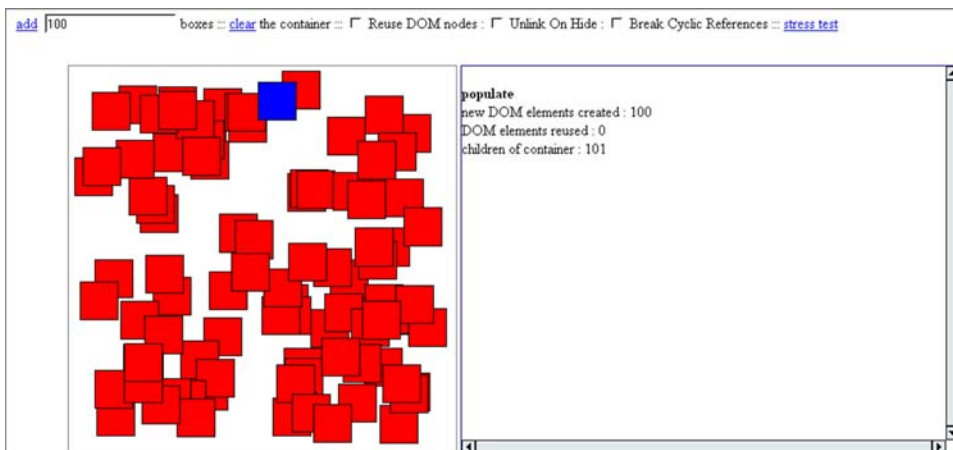 add 100 boxes ::: clear the container ::: Reuse DOM nodes : Unlink On Hide : Break Cyclic References ::: stress test
populate
new DOM elements created : 100
DOM elements reused : 0
children of container : 101